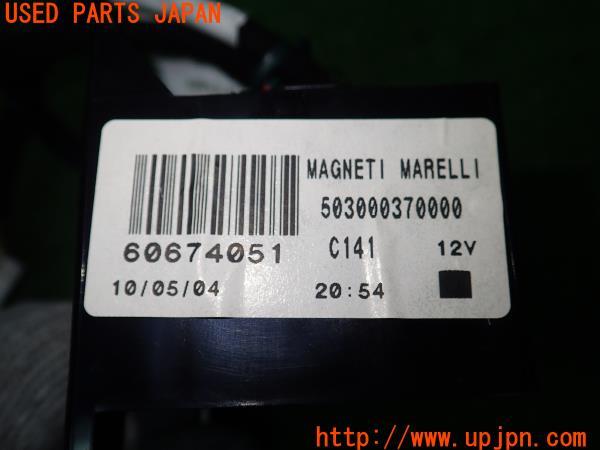 USED PARTS JAPAN
MAGNETI MARELLI
503000370000
60674051 C141 12V
10/05/04 20:54
http://www.upjpn.com